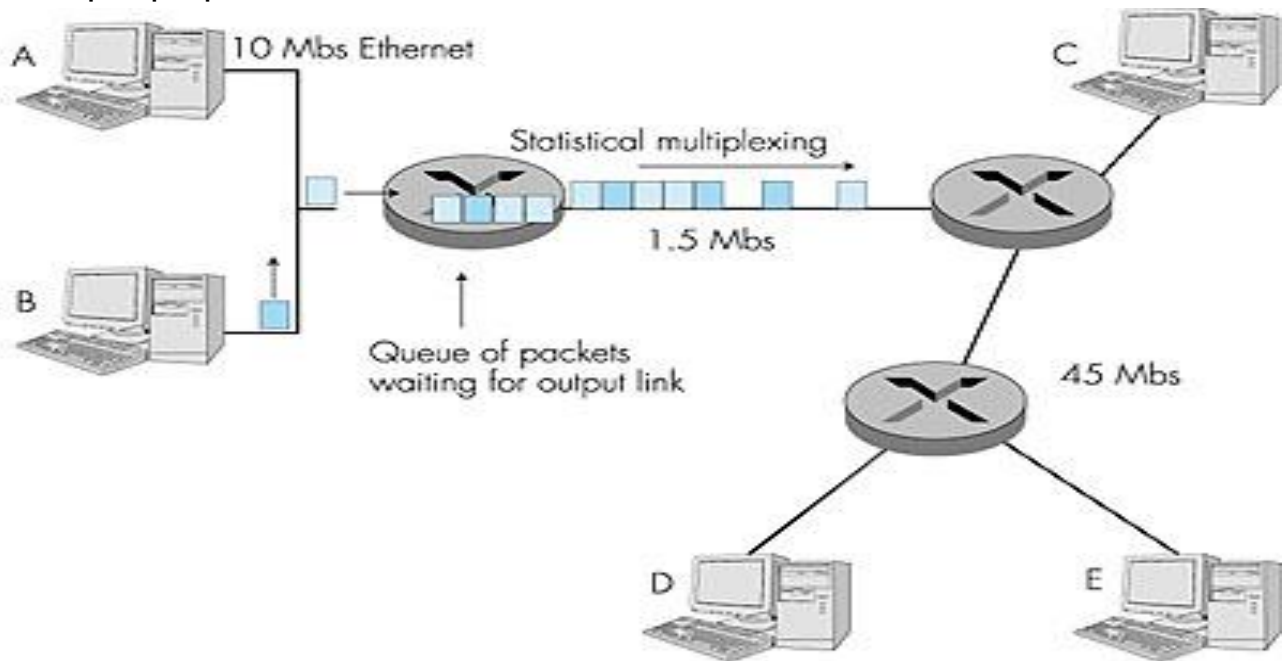 A
10 Mbs Ethernet
C
Statistical multiplexing
1.5 Mbs
B
Queue of packets
waiting for output link
45 Mbs
D
E